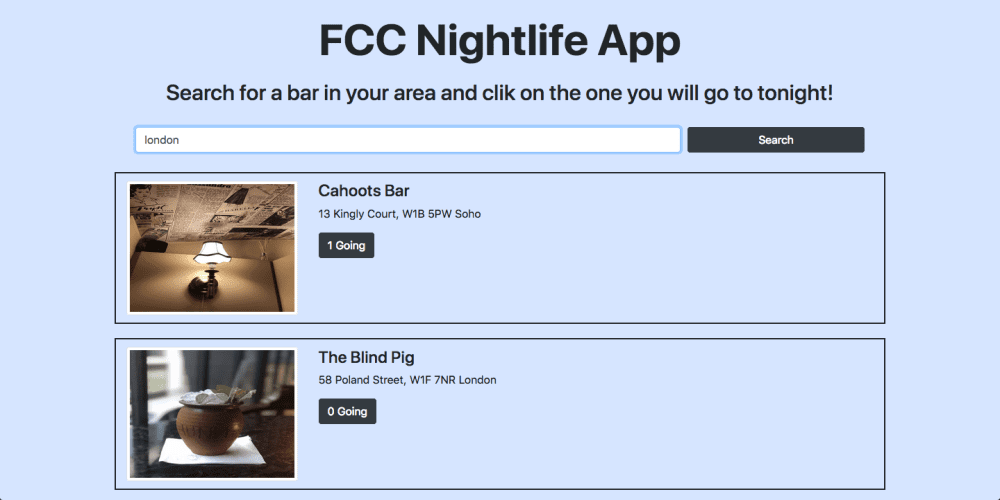 FCC Nightlife App
Search for a bar in your area and clik on the one you will go to tonight!
london
Search
Cahoots Bar
13 Kingly Court, W1B 5PW Soho
1 Going
The Blind Pig
58 Poland Street, W1F 7NR London
0 Going